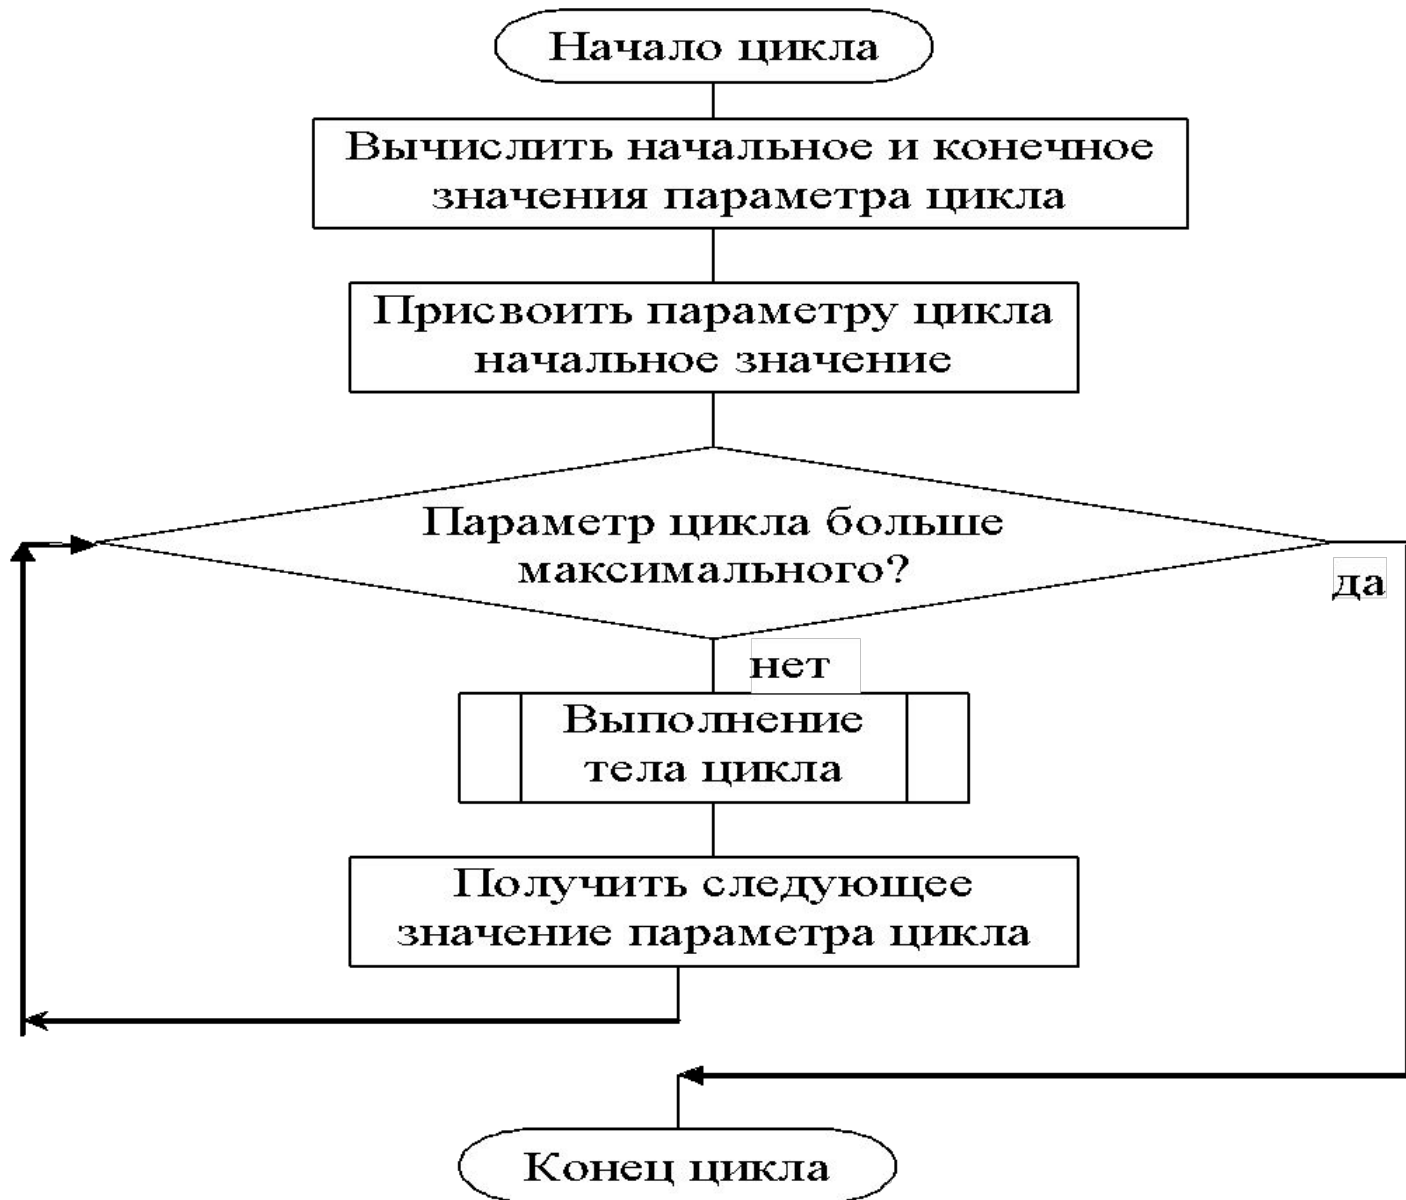 Начало цикла
Вычислить начальное и конечное
значения параметра цикла
Присвоить параметру цикла
начальное значение
Параметр цикла больше
максимального?
да
нет
Выполнение
тела цикла
Получить следующее
значение параметра цикла
Конец цикла